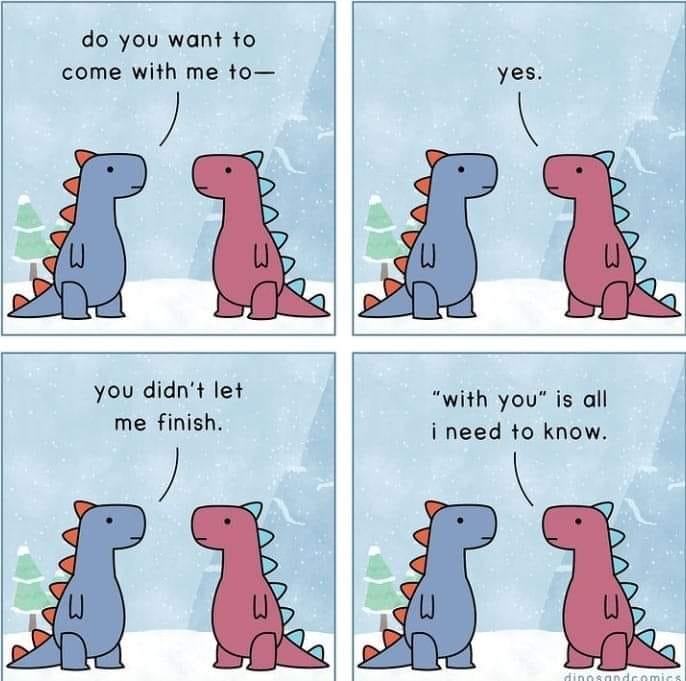 do you want to
come with me to—
yes.
you didn't let
me finish.
"with you" is all
i need to know.
dinosandcomics